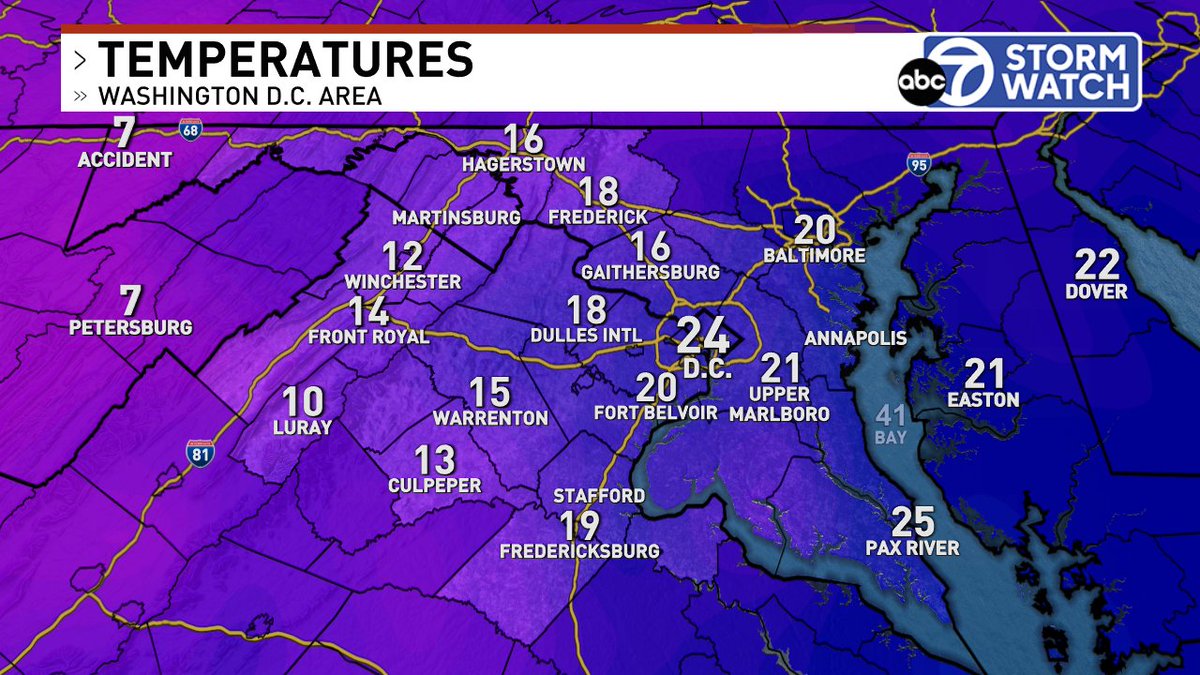 > TEMPERATURES
» WASHINGTON D.C. AREA
abc 7 STORM
WATCH
7
ACCIDENT
68
16
HAGERSTOWN
95
MARTINSBURG
18
FREDERICK
20
BALTIMORE
12
WINCHESTER
16
GAITHERSBURG
22
DOVER
7
PETERSBURG
14
FRONT ROYAL
18
DULLES INTL
24
D.C.
ANNAPOLIS
10
LURAY
15
WARRENTON
20
FORT BELVOIR
21
UPPER
MARLBORO
21
EASTON
41
BAY
81
13
CULPEPER
STAFFORD
19
FREDERICKSBURG
25
PAX RIVER